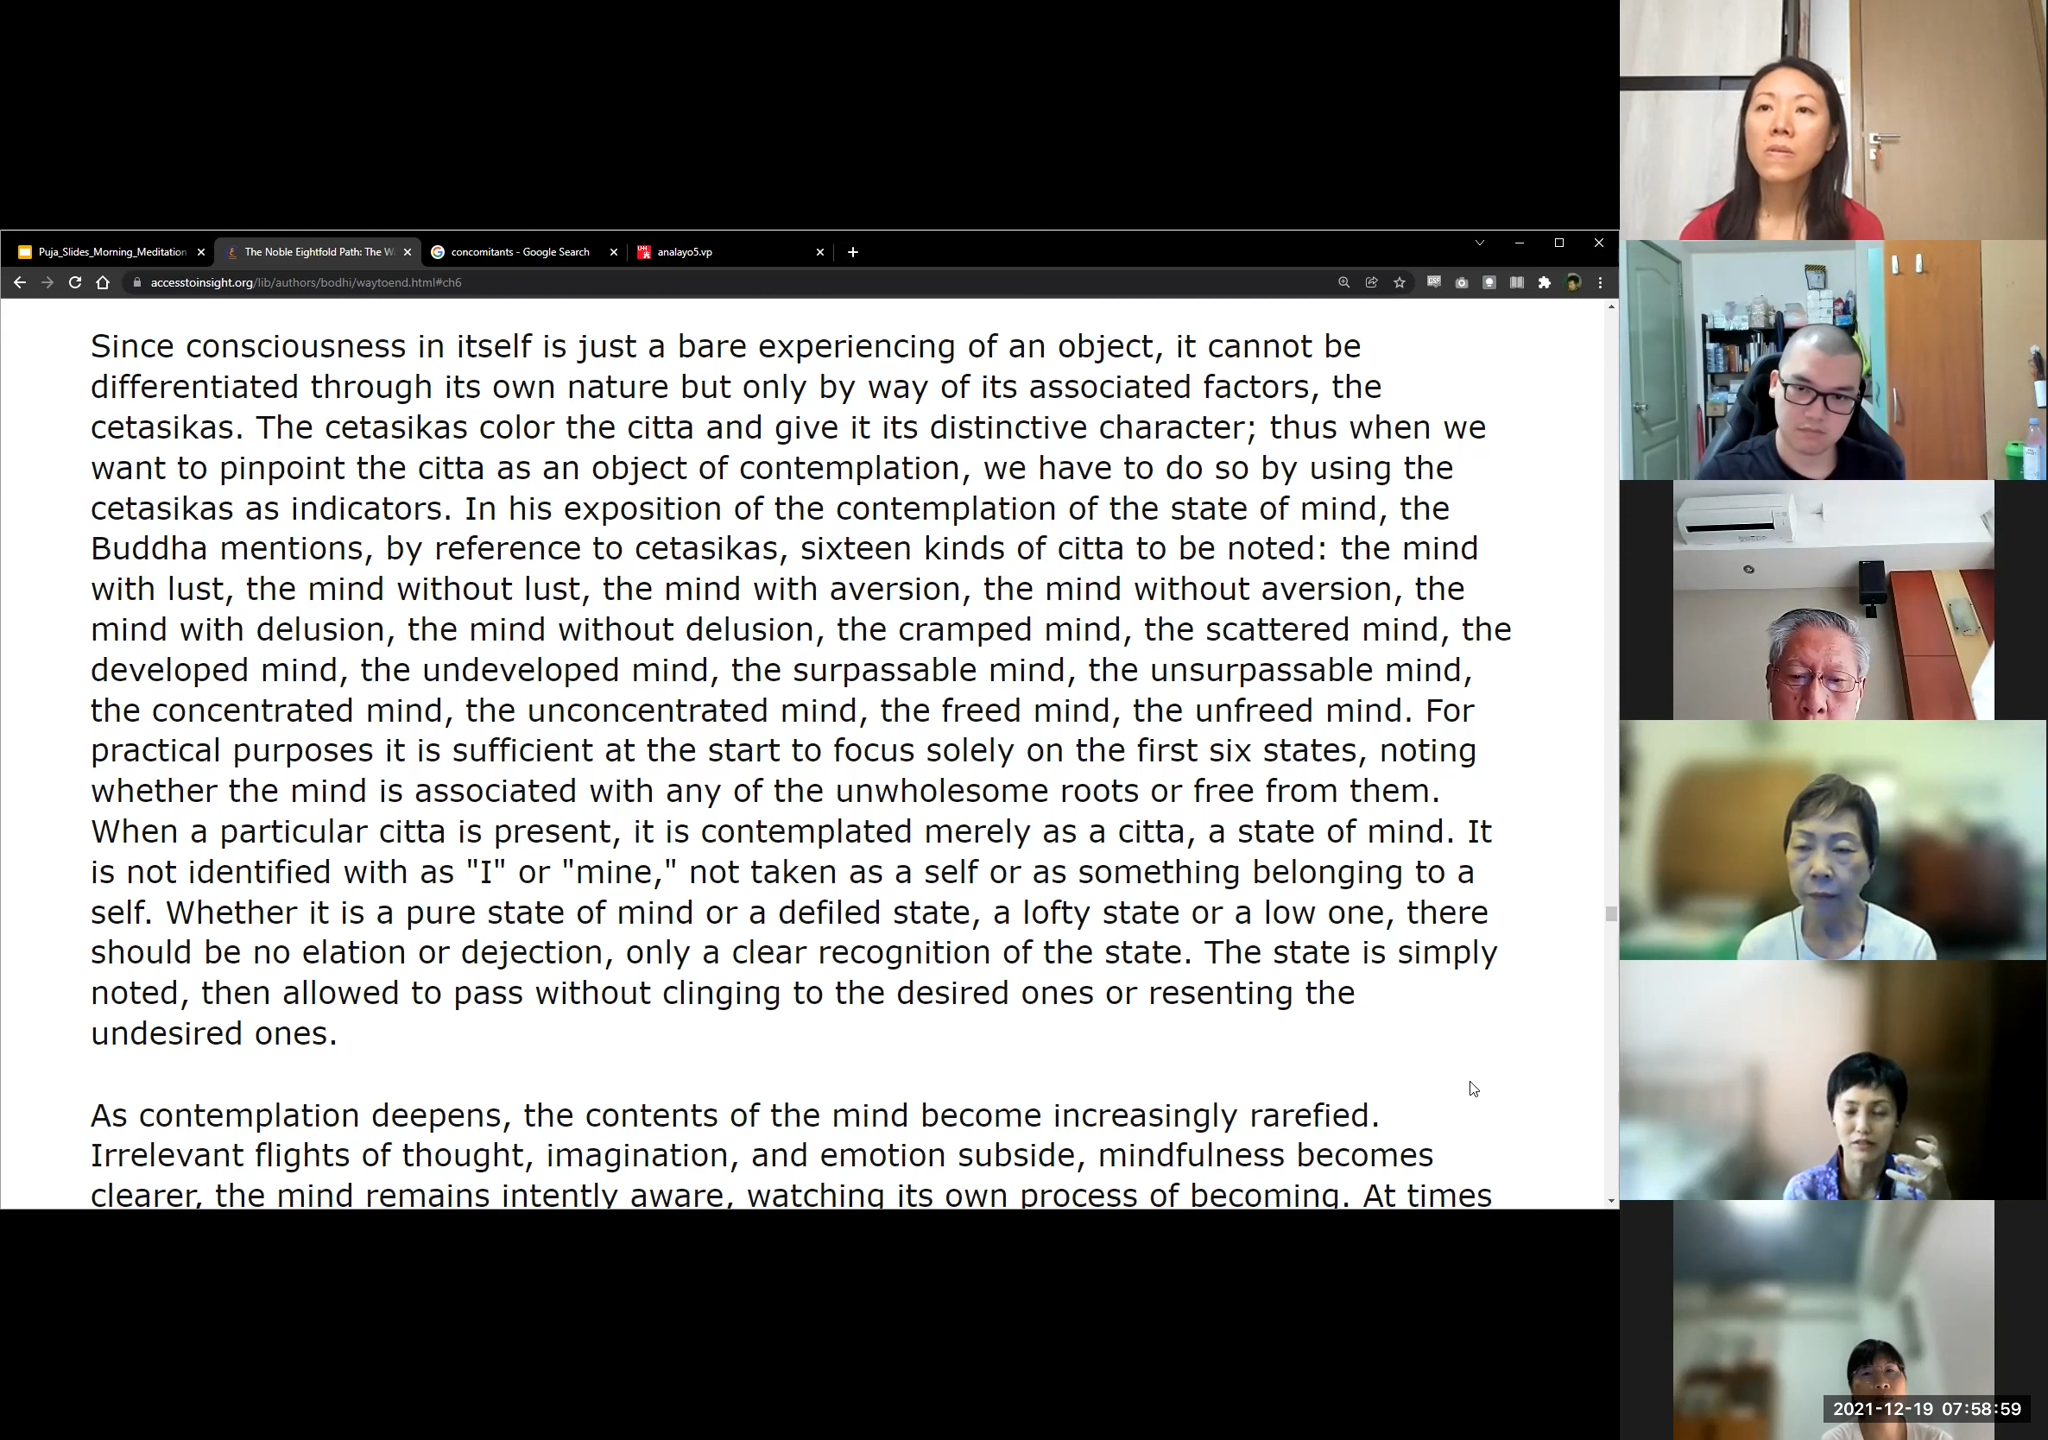 Puja_Slides_Morning_Meditation
The Noble Eightfold Path: The W
concomitants - Google Search
analayo5.vp
accesstoinsight.org/lib/authors/bodhi/waytoend.html#ch6
Since consciousness in itself is just a bare experiencing of an object, it cannot be
differentiated through its own nature but only by way of its associated factors, the
cetasikas. The cetasikas color the citta and give it its distinctive character; thus when we
want to pinpoint the citta as an object of contemplation, we have to do so by using the
cetasikas as indicators. In his exposition of the contemplation of the state of mind, the
Buddha mentions, by reference to cetasikas, sixteen kinds of citta to be noted: the mind
with lust, the mind without lust, the mind with aversion, the mind without aversion, the
mind with delusion, the mind without delusion, the cramped mind, the scattered mind, the
developed mind, the undeveloped mind, the surpassable mind, the unsurpassable mind,
the concentrated mind, the unconcentrated mind, the freed mind, the unfreed mind. For
practical purposes it is sufficient at the start to focus solely on the first six states, noting
whether the mind is associated with any of the unwholesome roots or free from them.
When a particular citta is present, it is contemplated merely as a citta, a state of mind. It
is not identified with as "I" or "mine," not taken as a self or as something belonging to a
self. Whether it is a pure state of mind or a defiled state, a lofty state or a low one, there
should be no elation or dejection, only a clear recognition of the state. The state is simply
noted, then allowed to pass without clinging to the desired ones or resenting the
undesired ones.
As contemplation deepens, the contents of the mind become increasingly rarefied.
Irrelevant flights of thought, imagination, and emotion subside, mindfulness becomes
clearer, the mind remains intently aware, watching its own process of becoming. At times
2021-12-19 07:58:59